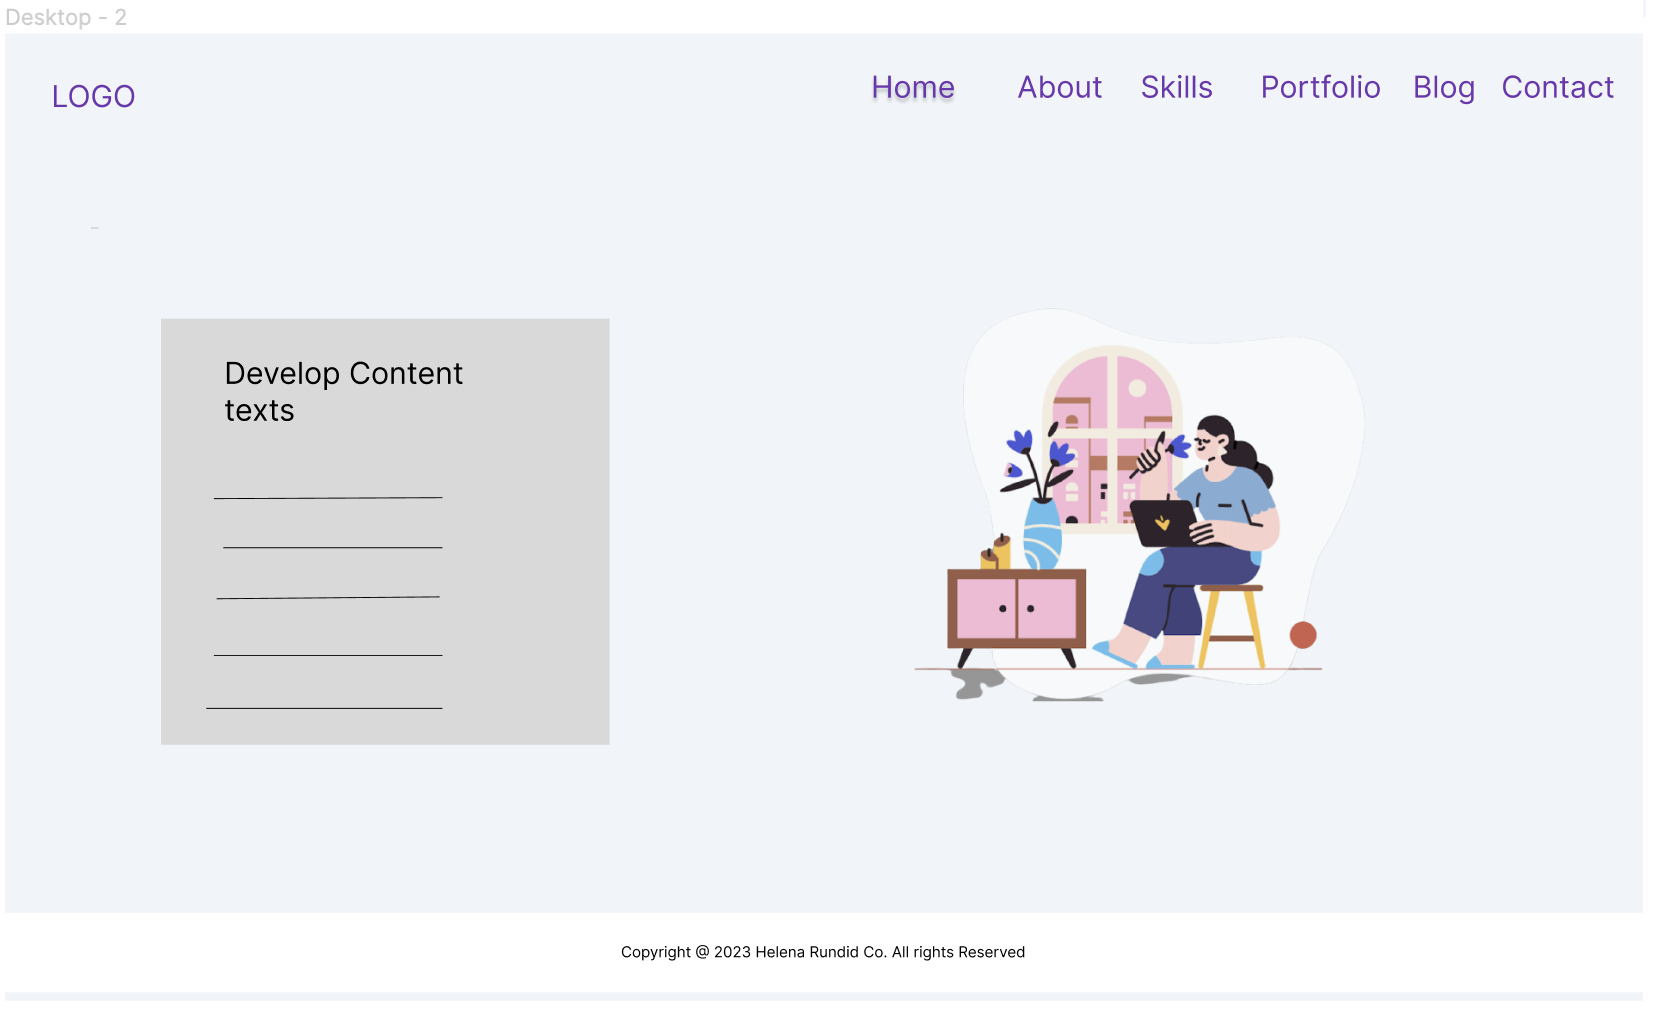 Desktop - 2
LOGO
Home About Skills Portfolio Blog Contact
-
Develop Content
texts
Copyright @ 2023 Helena Rundid Co. All rights Reserved